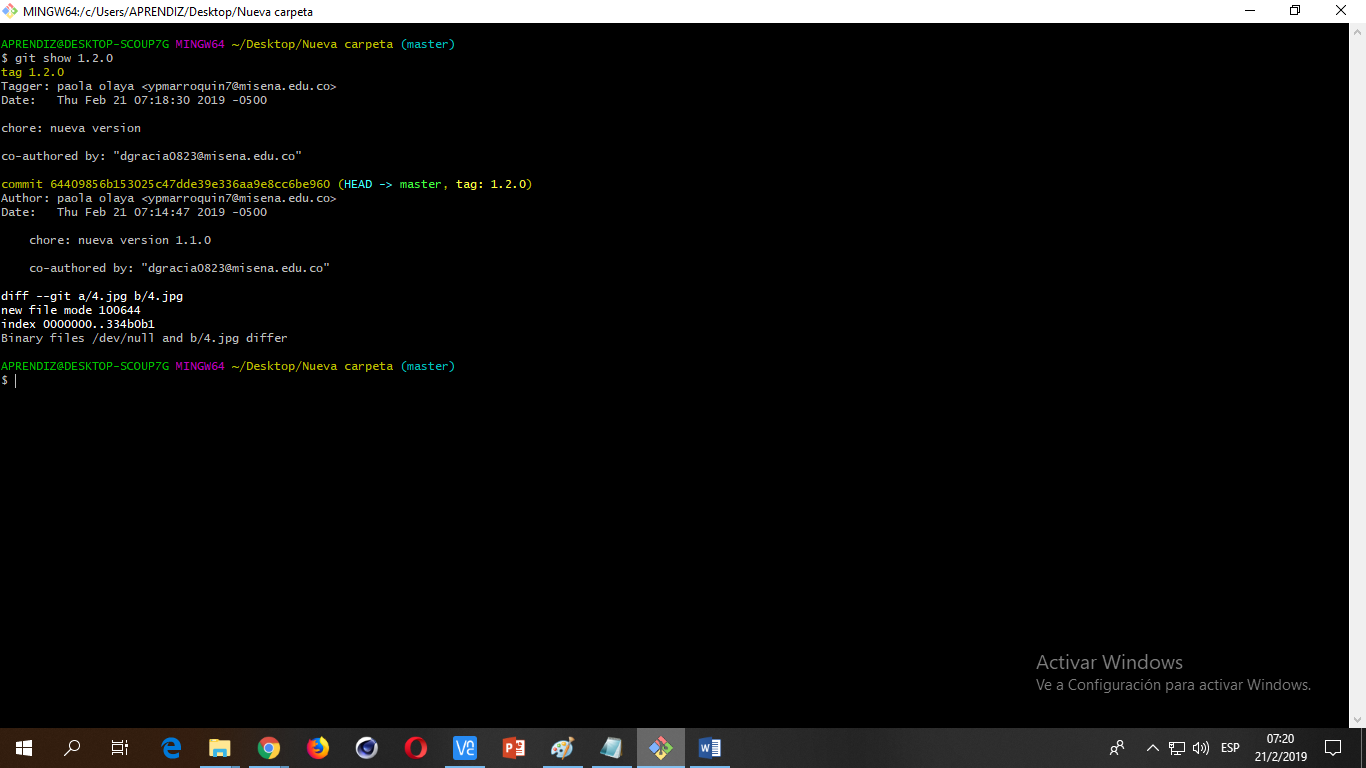 MINGW64:/c/Users/APRENDIZ/Desktop/Nueva carpeta
APRENDIZ@DESKTOP-SCOUP7G MINGW64 ~/Desktop/Nueva carpeta (master)
$ git show 1.2.0
tag 1.2.0
Tagger: paola olaya <ypmarroquin7@misena.edu.co>
Date:   Thu Feb 21 07:18:30 2019 -0500
chore: nueva version
co-authored by: "dgracia0823@misena.edu.co"
commit 64409856b153025c47dde39e336aa9e8cc6be960 (HEAD -> master, tag: 1.2.0)
Author: paola olaya <ypmarroquin7@misena.edu.co>
Date:   Thu Feb 21 07:14:47 2019 -0500
    chore: nueva version 1.1.0
    co-authored by: "dgracia0823@misena.edu.co"
diff --git a/4.jpg b/4.jpg
new file mode 100644
index 0000000..334b0b1
Binary files /dev/null and b/4.jpg differ
APRENDIZ@DESKTOP-SCOUP7G MINGW64 ~/Desktop/Nueva carpeta (master)
$
Activar Windows
Ve a Configuración para activar Windows.
ESP
07:20
21/2/2019